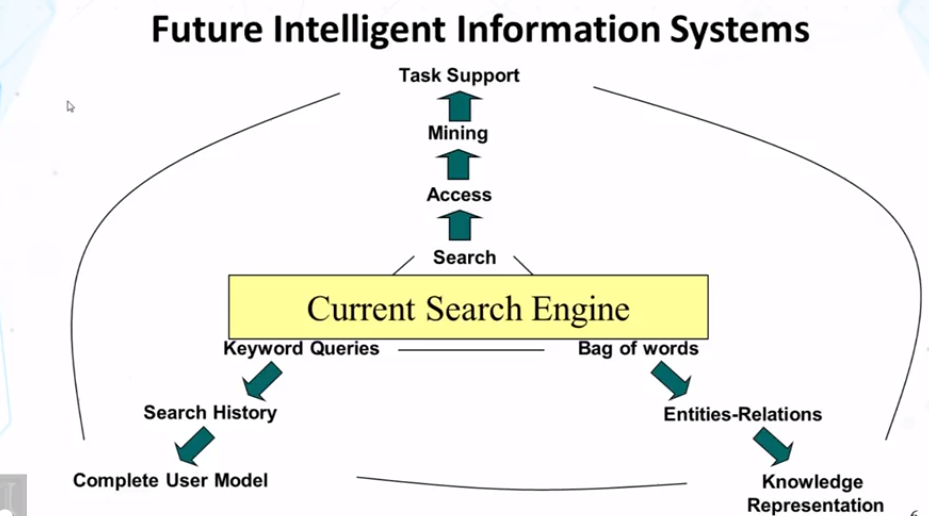 Future Intelligent Information Systems
Task Support
Mining
Access
Search
Current Search Engine
Keyword Queries
Bag of words
Search History
Entities-Relations
Complete User Model
Knowledge
Representation